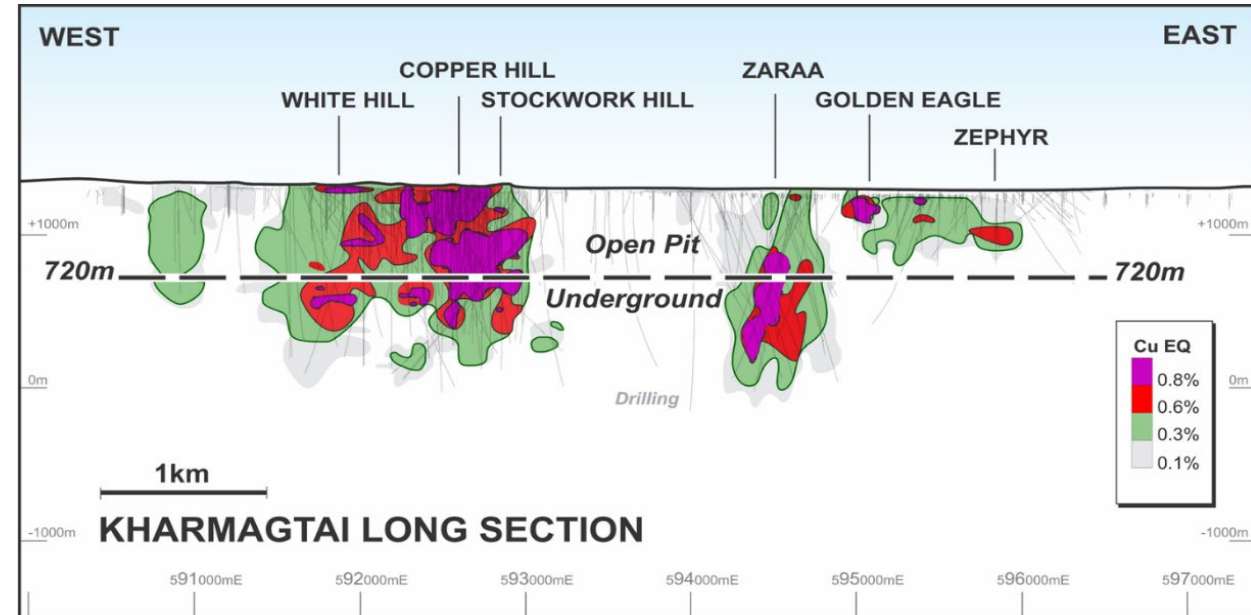 WEST
EAST
COPPER HILL
ZARAA
WHITE HILL
STOCKWORK HILL
GOLDEN EAGLE
ZEPHYR
+1000m
+1000m
Open Pit
720m
720m
Underground
Cu EQ
0.8%
0.6%
0.3%
0.1%
0m
0m
Drilling
1km
KHARMAGTAI LONG SECTION
-1000m
-1000m
591000mE
592000mE
593000mE
594000mE
595000mE
596000mE
597000mE